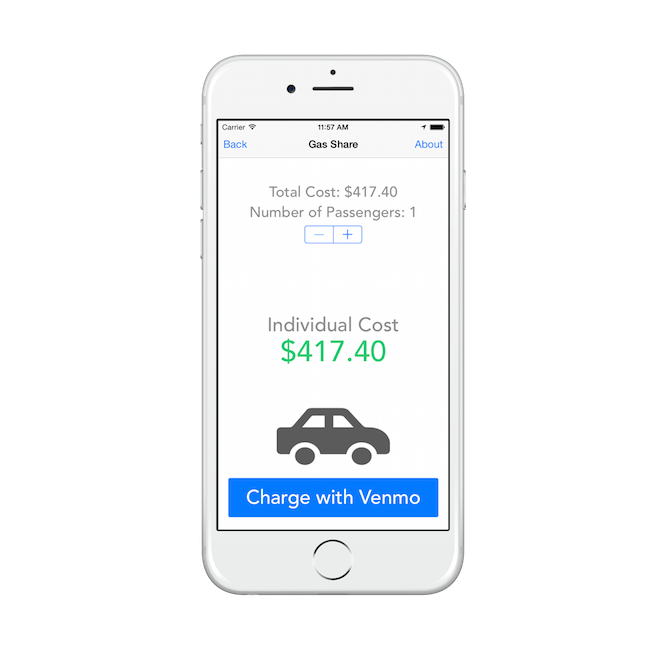 Carrier 11:57 AM
Back Gas Share About
Total Cost: $417.40
Number of Passengers: 1
− +
Individual Cost
$417.40
Charge with Venmo